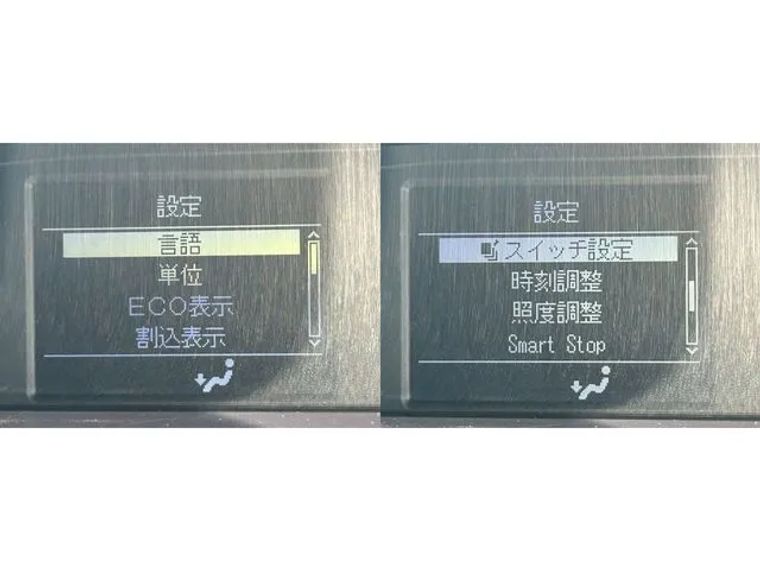 設定
言語
単位
ECO表示
割込表示
設定
スイッチ設定
時刻調整
照度調整
Smart Stop